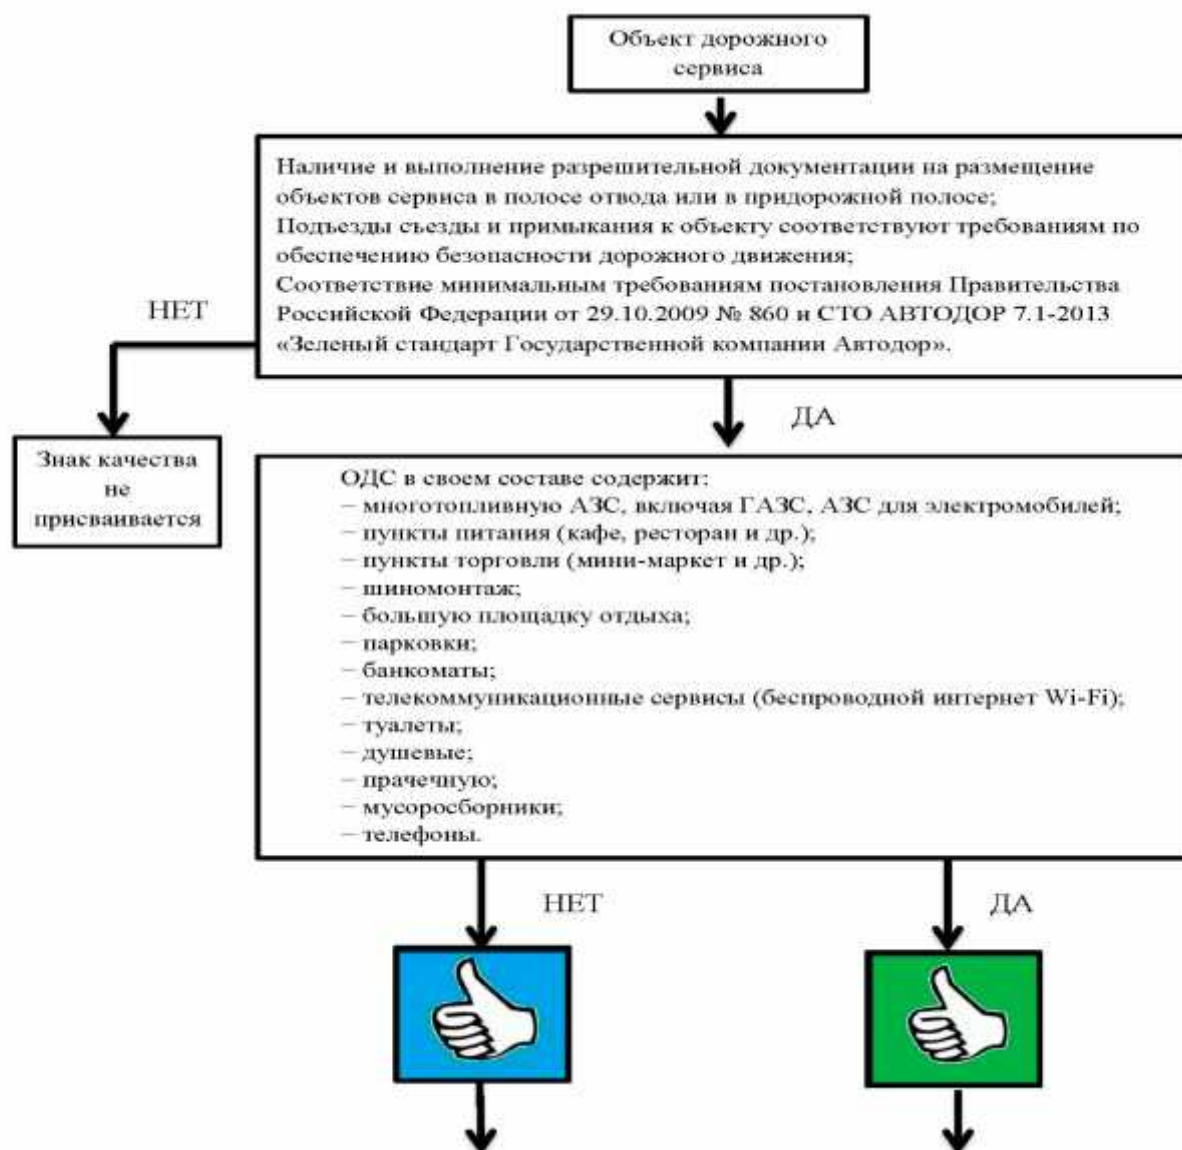 Объект дорожного
сервиса
Наличие и выполнение разрешительной документации на размещение
объектов сервиса в полосе отвода или в придорожной полосе;
Подъезды съезды и примыкания к объекту соответствуют требованиям по
обеспечению безопасности дорожного движения;
Соответствие минимальным требованиям постановления Правительства
Российской Федерации от 29.10.2009 № 860 и СТО АВТОДОР 7.1-2013
«Зеленый стандарт Государственной компании Автодор».
НЕТ
ДА
Знак качества
не
присваивается
ОДС в своем составе содержит:
– многотопливную АЗС, включая ГАЗС, АЗС для электромобилей;
– пункты питания (кафе, ресторан и др.);
– пункты торговли (мини-маркет и др.);
– шиномонтаж;
– большую площадку отдыха;
– парковки;
– банкоматы;
– телекоммуникационные сервисы (беспроводной интернет Wi-Fi);
– туалеты;
– душевые;
– прачечную;
– мусоросборники;
– телефоны.
НЕТ
ДА